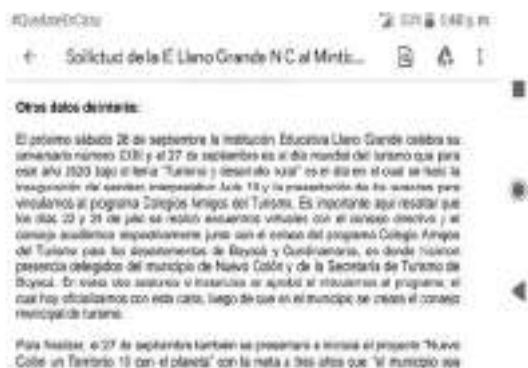 #QuedateEnCasa
Solicitud de la IE Llano Grande N C al Mintic...
Otros datos de interés:
El próximo sábado 26 de septiembre la Institución Educativa Llano Grande celebra su
aniversario número y el 27 de septiembre es el día mundial del turismo que para
este año 2020 bajo el lema "Turismo y desarrollo rural" es el día en el cual se hará la
inauguración del sendero interpretativo y la presentación de los avances para
vincularnos al programa Colegios Amigos del Turismo. Es importante aquí resaltar que
los días 22 y 31 de julio se realizó encuentros virtuales con el consejo directivo y el
consejo académico respectivamente junto con el enlace del programa Colegio Amigos
del Turismo para los departamentos de Boyacá y Cundinamarca, en donde hicieron
presencia delegados del municipio de Nuevo Colón y de la Secretaría de Turismo de
Boyacá. En estas dos sesiones se aprobó el vincularnos al programa, el
cual hoy oficializamos con esta carta, luego de que en el municipio se creara el consejo
municipal de turismo.
Para finalizar, el 27 de septiembre también se presentará e iniciará el proyecto "Nuevo
Colón un Territorio 10 con el planeta" con la meta a tres años que "el municipio sea